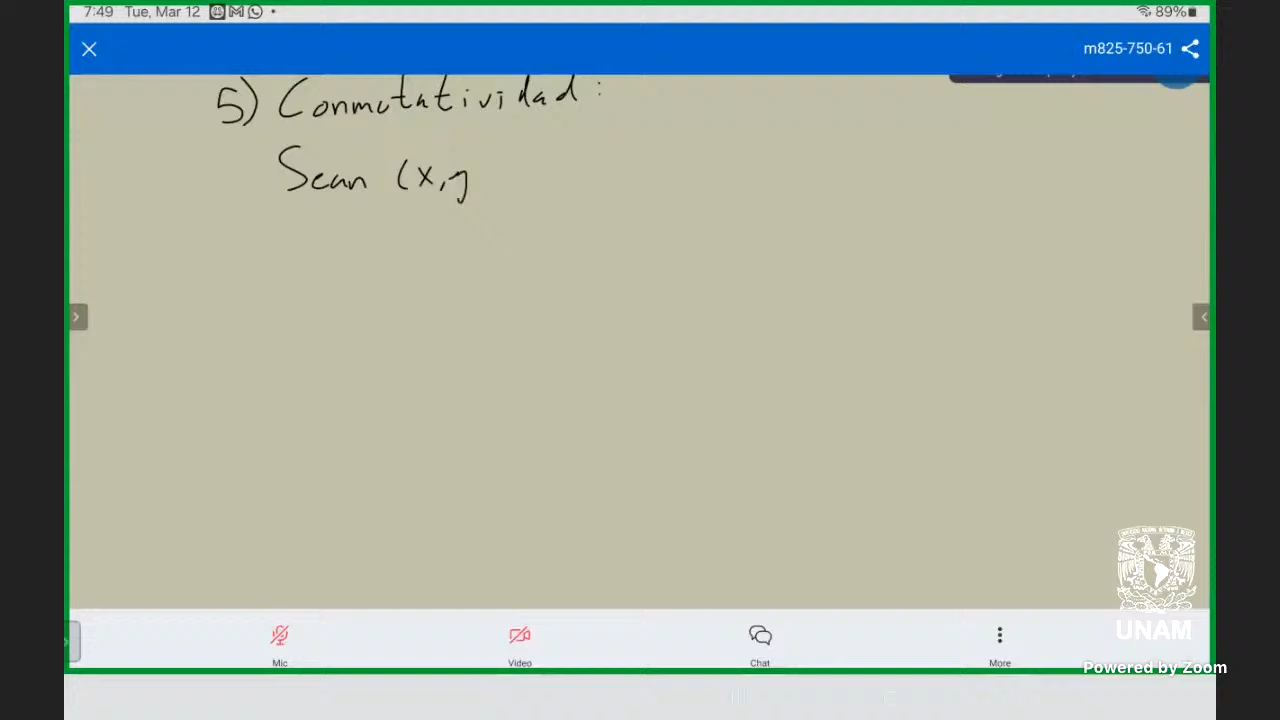 7:49 Tue, Mar 12 89%
m825-750-61
5) Conmutatividad:
Sean (x,y
UNAM
Mic Video Chat More
Powered by Zoom